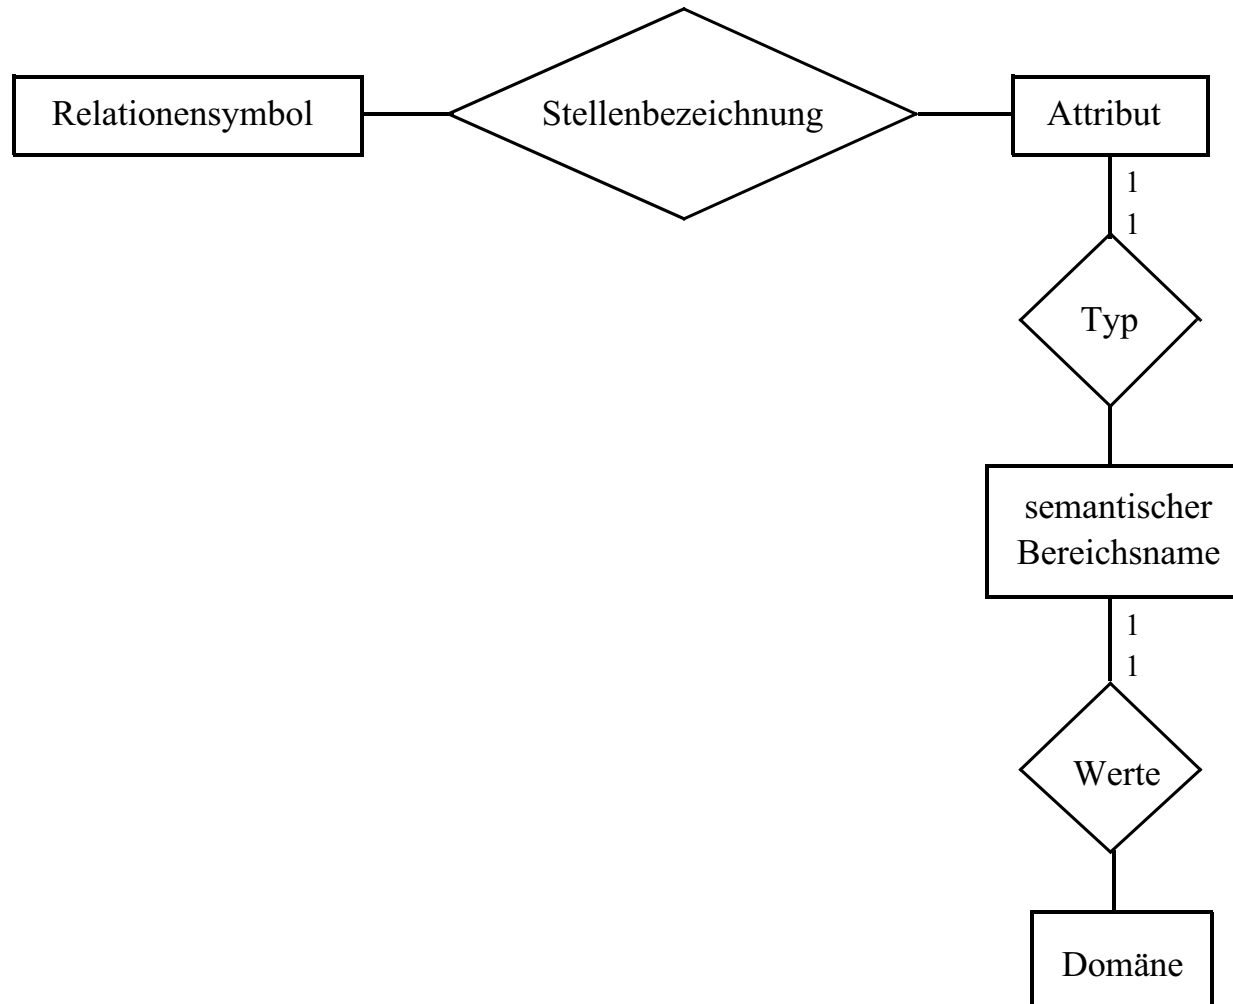 Relationensymbol
Stellenbezeichnung
Attribut
1
1
Typ
semantischer
Bereichsname
1
1
Werte
Domäne